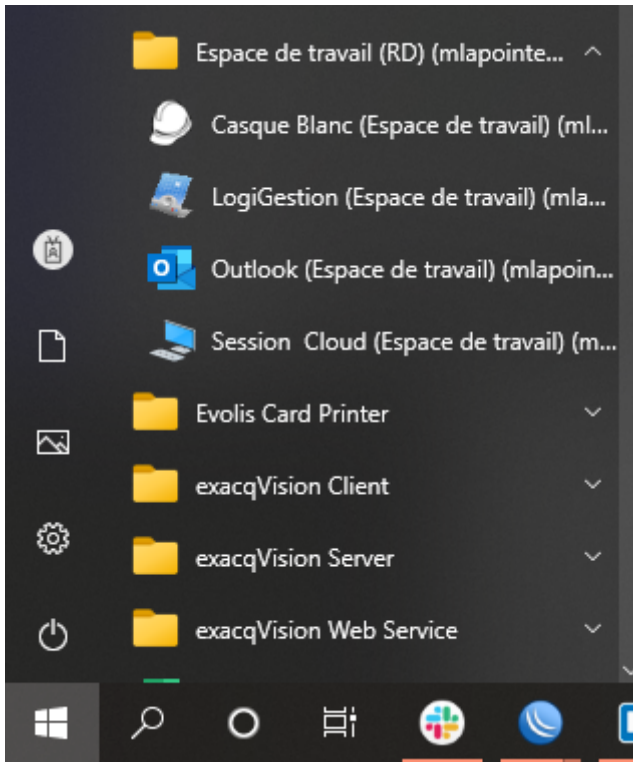 Espace de travail (RD) (mlapointe...
Casque Blanc (Espace de travail) (ml...
LogiGestion (Espace de travail) (mla...
Outlook (Espace de travail) (mlapoin...
Session  Cloud (Espace de travail) (m...
Evolis Card Printer
exacqVision Client
exacqVision Server
exacqVision Web Service